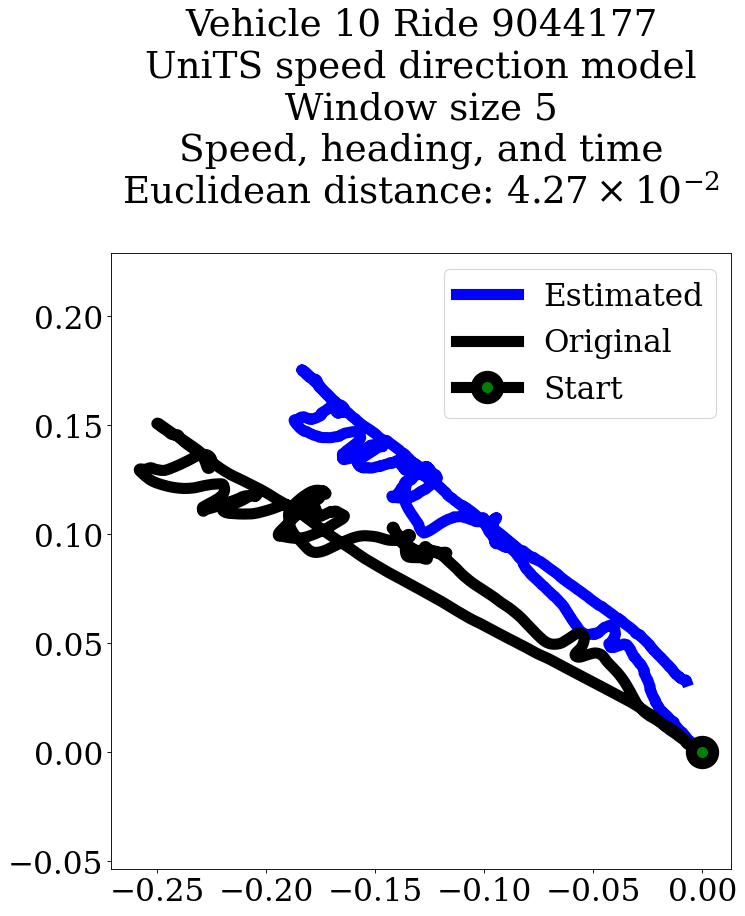 Vehicle 10 Ride 9044177
UniTS speed direction model
Window size 5
Speed, heading, and time
Euclidean distance: 4.27 × 10⁻²
Estimated
Original
Start
0.20
0.15
0.10
0.05
0.00
−0.05
−0.25 −0.20 −0.15 −0.10 −0.05 0.00